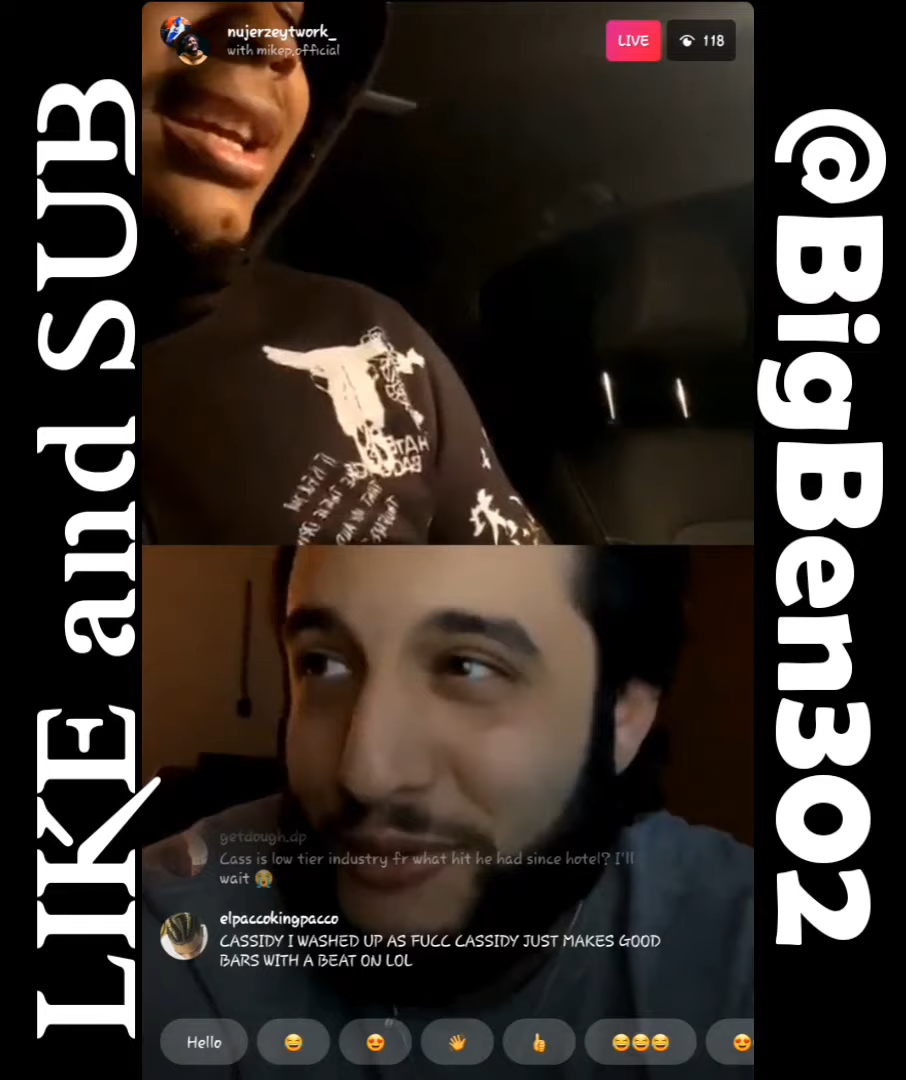 nujerzeytwork_
with mikep.official
LIVE
118
LIKE and SUB
@BigBen302
getdough.dp
Cass is low tier industry fr what hit he had since hotel? I'll
wait 😭
elpaccokingpacco
CASSIDY I WASHED UP AS FUCC CASSIDY JUST MAKES GOOD
BARS WITH A BEAT ON LOL
Hello